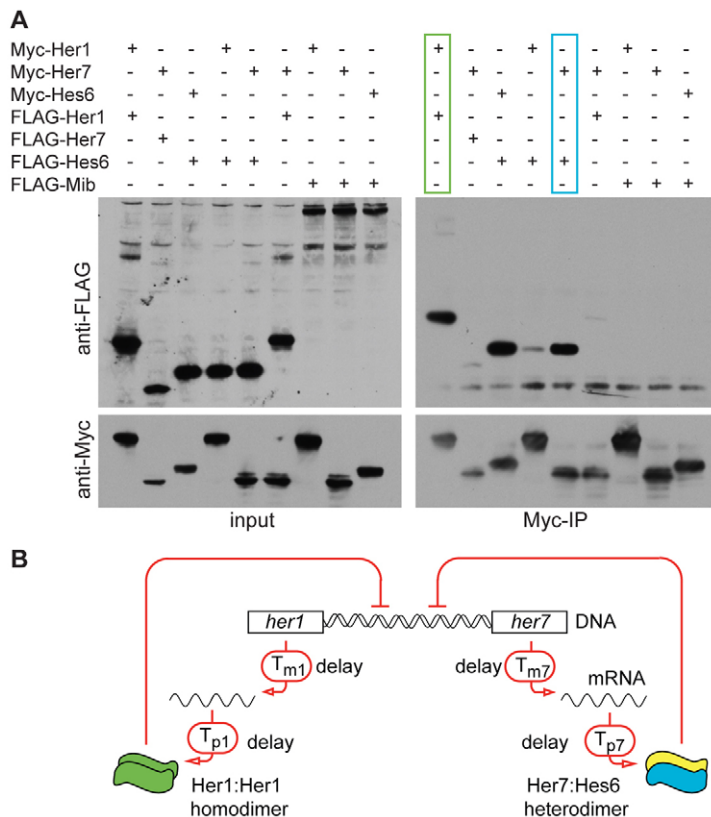 A
Myc-Her1 + - - + - - + - - + - - + - - + - -
Myc-Her7 - + - - + + - + - - + - - + + - + -
Myc-Hes6 - - + - - - - - + - - + - - - - - +
FLAG-Her1 + - - - - + - - - + - - - - + - - -
FLAG-Her7 - + - - - - - - - - + - - - - - - -
FLAG-Hes6 - - + + + - - - - - - + + + - - - -
FLAG-Mib - - - - - - + + + - - - - - - + + +
anti-FLAG
anti-Myc
input Myc-IP
B
her1 her7 DNA
Tm1 delay delay Tm7
mRNA
Tp1 delay delay Tp7
Her1:Her1 Her7:Hes6
homodimer heterodimer